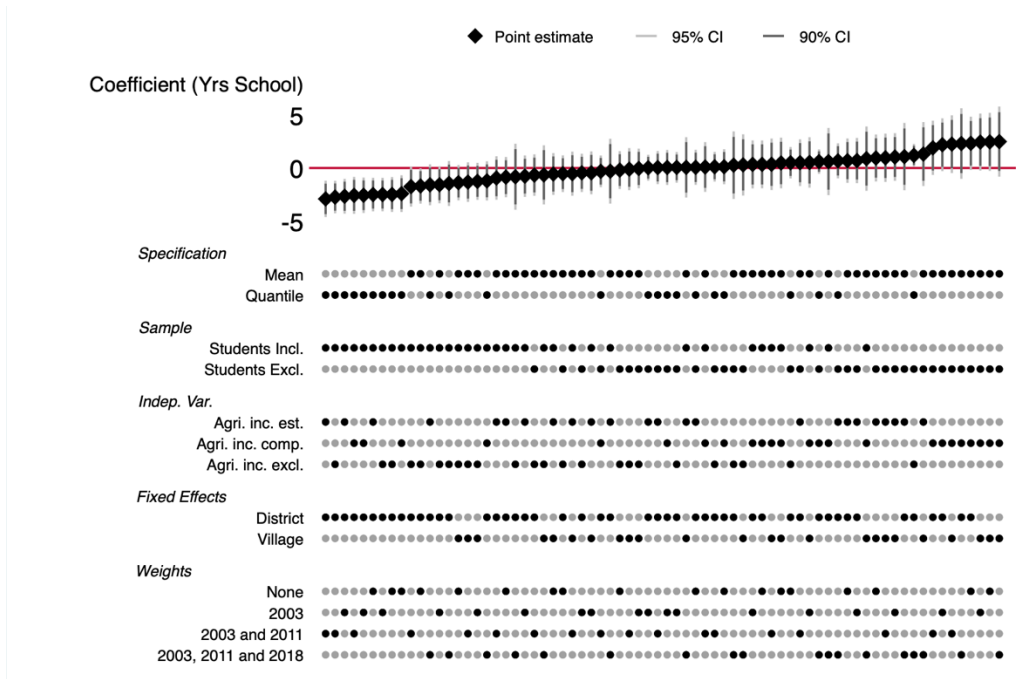 Point estimate 95% CI 90% CI
Coefficient (Yrs School)
5
0
-5
Specification
Mean
Quantile
Sample
Students Incl.
Students Excl.
Indep. Var.
Agri. inc. est.
Agri. inc. comp.
Agri. inc. excl.
Fixed Effects
District
Village
Weights
None
2003
2003 and 2011
2003, 2011 and 2018